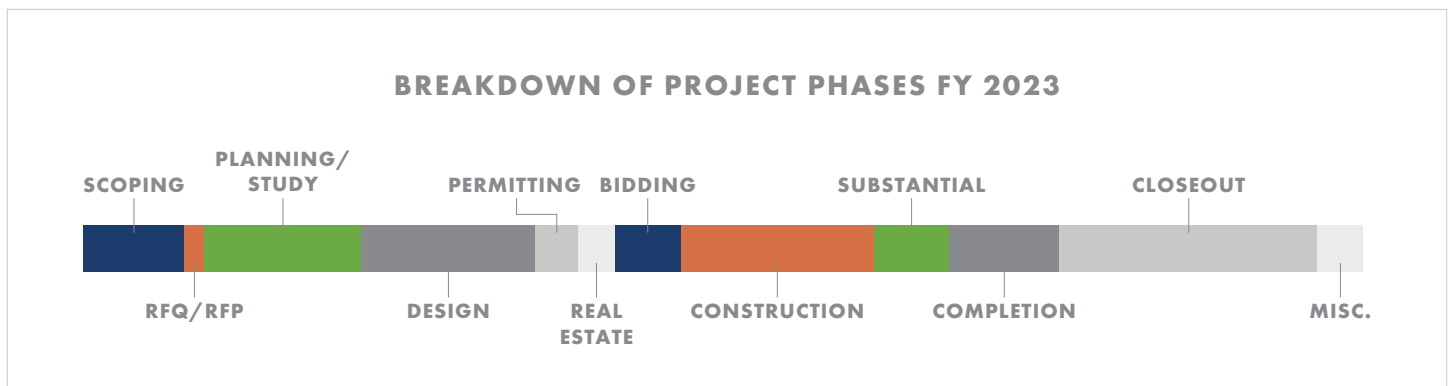 BREAKDOWN OF PROJECT PHASES FY 2023
PLANNING/
STUDY
SCOPING
PERMITTING
BIDDING
SUBSTANTIAL
CLOSEOUT
RFQ/RFP
DESIGN
REAL
ESTATE
CONSTRUCTION
COMPLETION
MISC.